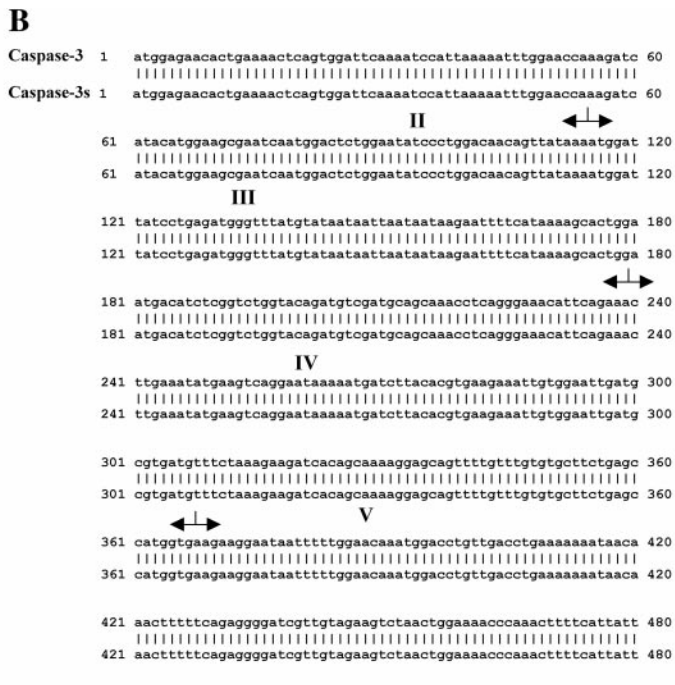 B
Caspase-3 1 atggagaacactgaaaactcagtggattcaaaatccattaaaaatttggaaccaaagatc 60
Caspase-3s 1 atggagaacactgaaaactcagtggattcaaaatccattaaaaatttggaaccaaagatc 60
II
61 atacatggaagcgaatcaatggactctggaatatccctggacaacagttataaaatggat 120
61 atacatggaagcgaatcaatggactctggaatatccctggacaacagttataaaatggat 120
III
121 tatcctgagatgggtttatgtataataattaataataagaattttcataaaagcactgga 180
121 tatcctgagatgggtttatgtataataattaataataagaattttcataaaagcactgga 180
181 atgacatctcggtctggtacagatgtcgatgcagcaaacctcagggaaacattcagaaac 240
181 atgacatctcggtctggtacagatgtcgatgcagcaaacctcagggaaacattcagaaac 240
IV
241 ttgaaatatgaagtcaggaataaaaatgatcttacacgtgaagaaattgtggaattgatg 300
241 ttgaaatatgaagtcaggaataaaaatgatcttacacgtgaagaaattgtggaattgatg 300
301 cgtgatgtttctaaagaagatcacagcaaaaggagcagttttgtttgtgtgcttctgagc 360
301 cgtgatgtttctaaagaagatcacagcaaaaggagcagttttgtttgtgtgcttctgagc 360
V
361 catggtgaagaaggaataatttttggaacaaatggacctgttgacctgaaaaaaataaca 420
361 catggtgaagaaggaataatttttggaacaaatggacctgttgacctgaaaaaaataaca 420
421 aactttttcagaggggatcgttgtagaagtctaactggaaaacccaaacttttcattatt 480
421 aactttttcagaggggatcgttgtagaagtctaactggaaaacccaaacttttcattatt 480